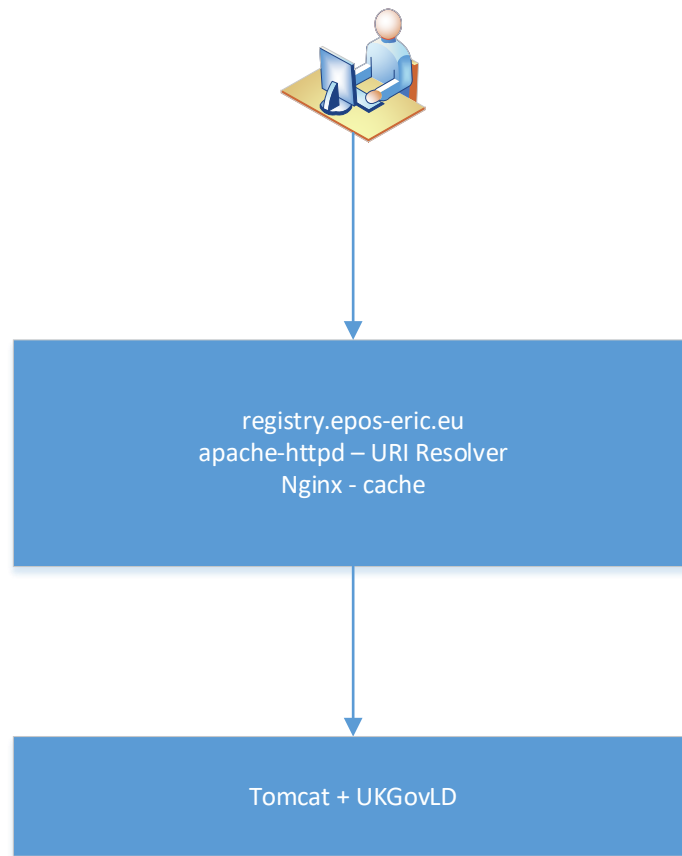 registry.epos-eric.eu
apache-httpd – URI Resolver
Nginx - cache
Tomcat + UKGovLD